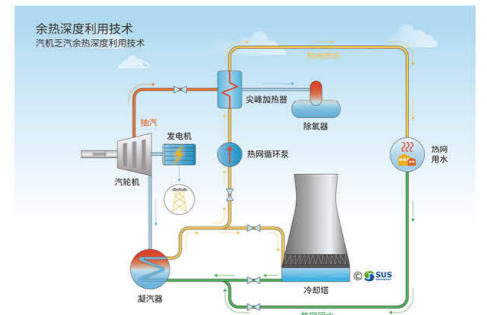 余热深度利用技术
汽机乏汽余热深度利用技术
尖峰加热器
除氧器
抽汽
发电机
热网循环泵
热网
用水
汽轮机
凝汽器
冷却塔
© SUS